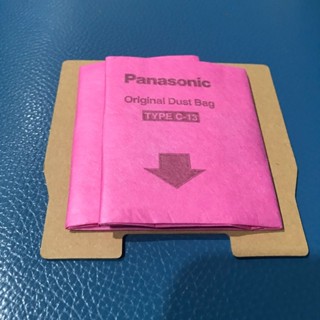 Panasonic
Original Dust Bag
TYPE C-13